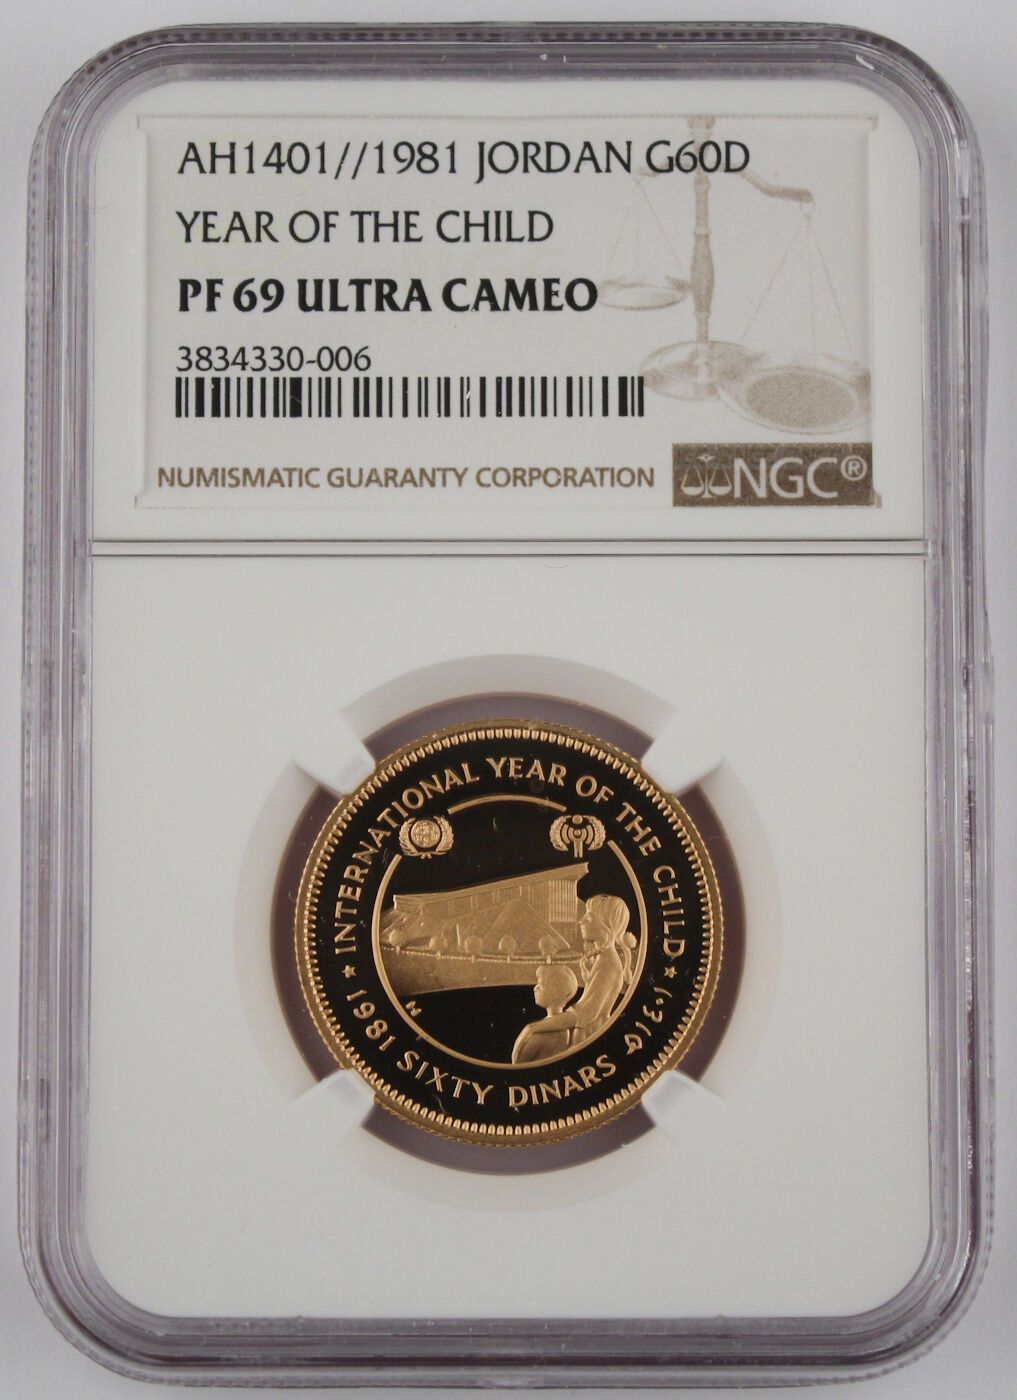 AH1401//1981 JORDAN G60D
YEAR OF THE CHILD
PF 69 ULTRA CAMEO
3834330-006
NUMISMATIC GUARANTY CORPORATION
NGC®
★ INTERNATIONAL YEAR OF THE CHILD ★
1981 SIXTY DINARS